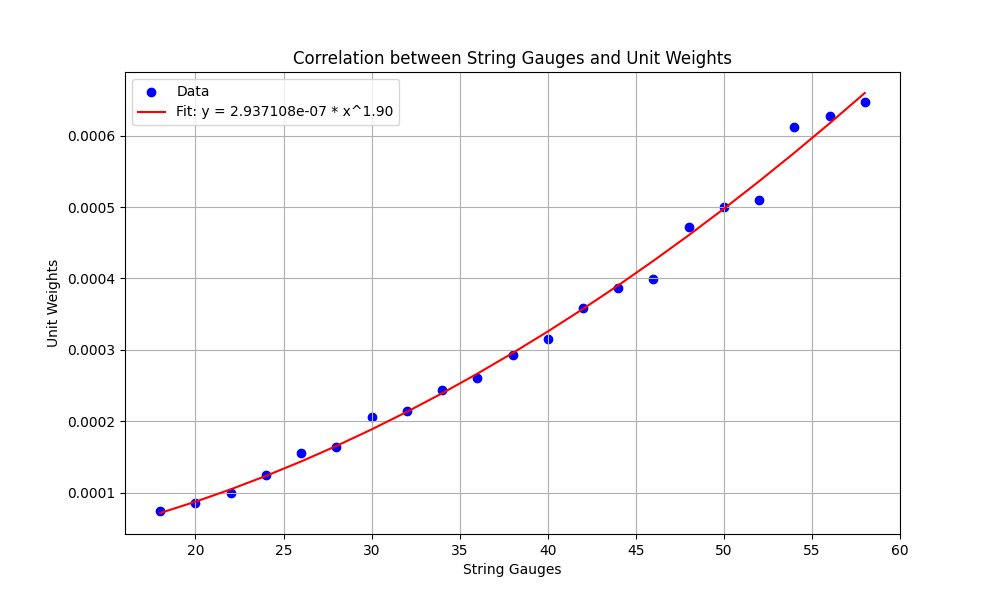 Correlation between String Gauges and Unit Weights
Data
Fit: y = 2.937108e-07 * x^1.90
0.0006
0.0005
0.0004
0.0003
0.0002
0.0001
Unit Weights
20 25 30 35 40 45 50 55 60
String Gauges